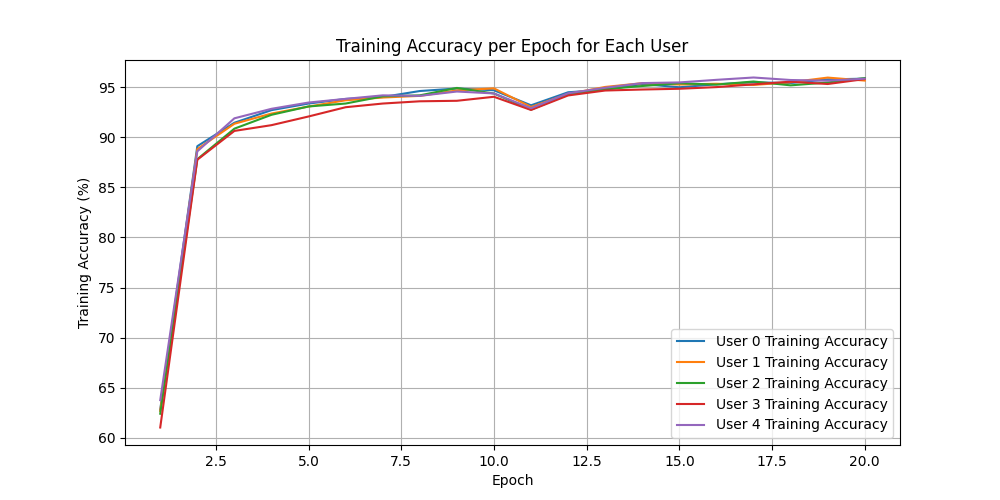 Training Accuracy per Epoch for Each User
Training Accuracy (%)
95
90
85
80
75
70
65
60
2.5 5.0 7.5 10.0 12.5 15.0 17.5 20.0
Epoch
User 0 Training Accuracy
User 1 Training Accuracy
User 2 Training Accuracy
User 3 Training Accuracy
User 4 Training Accuracy